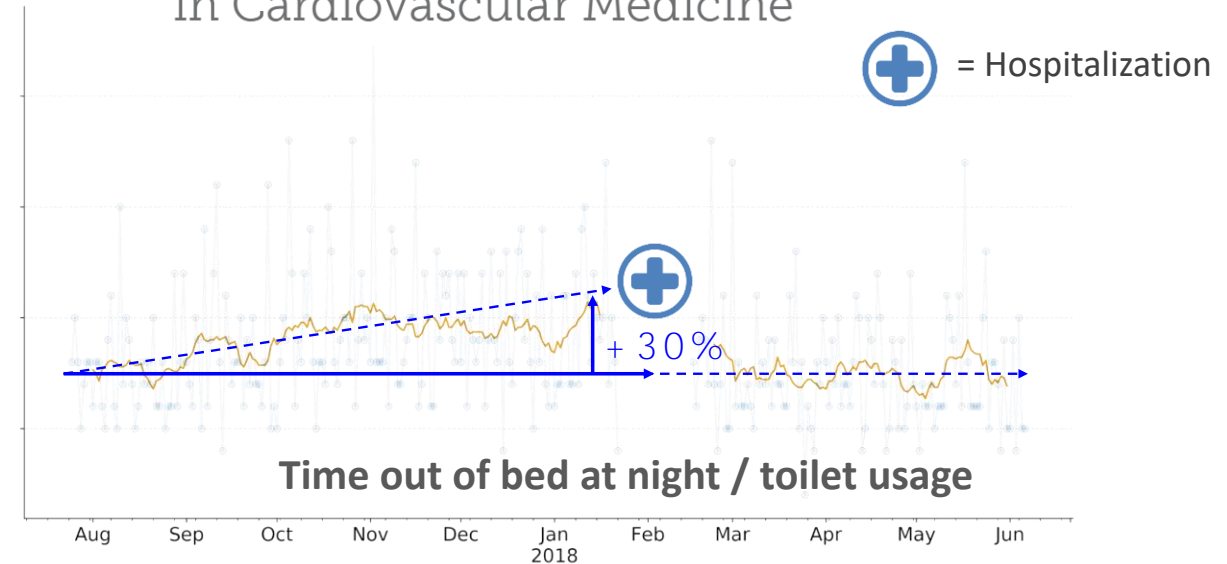 in Cardiovascular Medicine
= Hospitalization
+ 30%
Time out of bed at night / toilet usage
Aug Sep Oct Nov Dec Jan Feb Mar Apr May Jun
2018